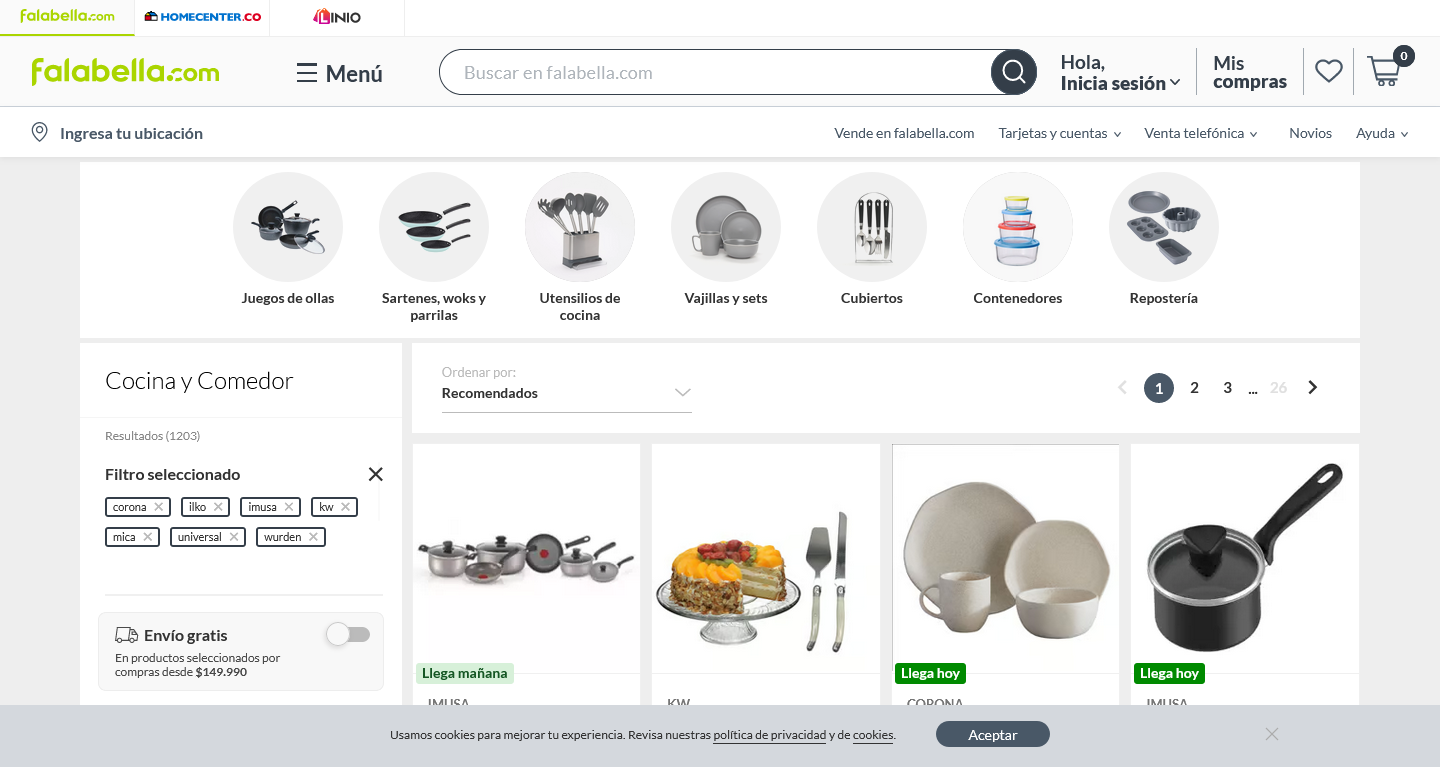 falabella.com
HOMECENTER.CO
LINIO
falabella.com
Menú
Buscar en falabella.com
Hola,
Inicia sesión
Mis
compras
0
Ingresa tu ubicación
Vende en falabella.com
Tarjetas y cuentas
Venta telefónica
Novios
Ayuda
Juegos de ollas
Sartenes, woks y
parrilas
Utensilios de
cocina
Vajillas y sets
Cubiertos
Contenedores
Repostería
Cocina y Comedor
Resultados (1203)
Filtro seleccionado
corona
ilko
imusa
kw
mica
universal
wurden
Envío gratis
En productos seleccionados por
compras desde $149.990
Ordenar por:
Recomendados
1 2 3 ... 26
Llega mañana
Llega hoy
Llega hoy
IMUSA
KW
CORONA
IMUSA
Usamos cookies para mejorar tu experiencia. Revisa nuestras política de privacidad y de cookies.
Aceptar